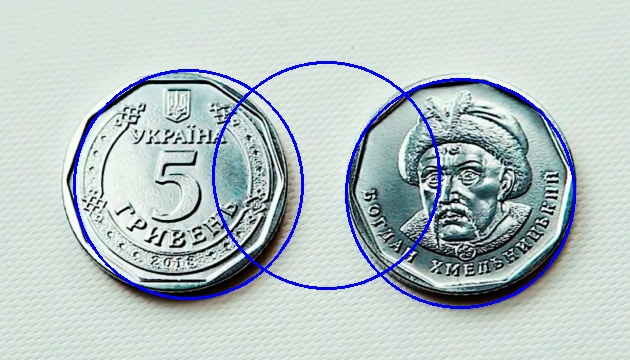 УКРАЇНА
5
ГРИВЕНЬ
2018
БОГДАН ХМЕЛЬНИЦЬКИЙ